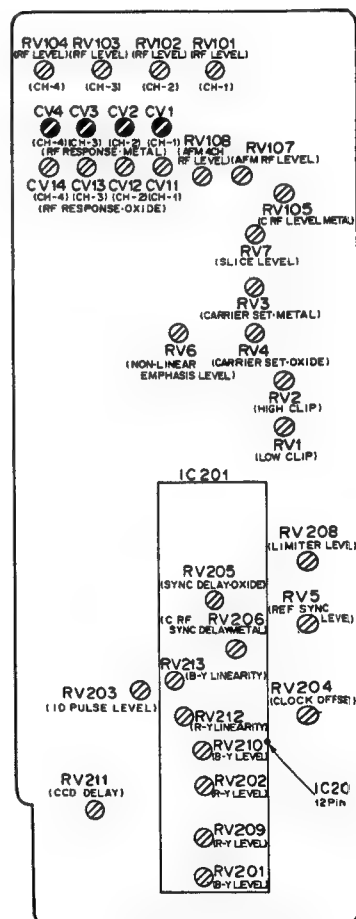 RV104 RV103 RV102 RV101
(RF LEVEL) (RF LEVEL) (RF LEVEL) (RF LEVEL)
(CH-4) (CH-3) (CH-2) (CH-1)
CV4 CV3 CV2 CV1
(CH-4) (CH-3) (CH-2) (CH-1)
(RF RESPONSE·METAL)
RV108
(AFM 4CH
RF LEVEL)
RV107
(AFM RF LEVEL)
CV14 CV13 CV12 CV11
(CH-4) (CH-3) (CH-2) (CH-1)
(RF RESPONSE·OXIDE)
RV105
(C RF LEVEL METAL)
RV7
(SLICE LEVEL)
RV3
(CARRIER SET·METAL)
RV6
(NON-LINEAR
EMPHASIS LEVEL)
RV4
(CARRIER SET·OXIDE)
RV2
(HIGH CLIP)
RV1
(LOW CLIP)
IC201
RV208
(LIMITER LEVEL)
RV205
(SYNC DELAY·OXIDE)
RV5
(REF SYNC
LEVEL)
(C RF RV206
SYNC DELAY METAL)
RV213
(B-Y LINEARITY)
RV203
(ID PULSE LEVEL)
RV204
(CLOCK OFFSET)
RV212
(R-Y LINEARITY)
RV210
(B-Y LEVEL)
RV211
(CCD DELAY)
RV202
(R-Y LEVEL)
IC20
12Pin
RV209
(R-Y LEVEL)
RV201
(B-Y LEVEL)